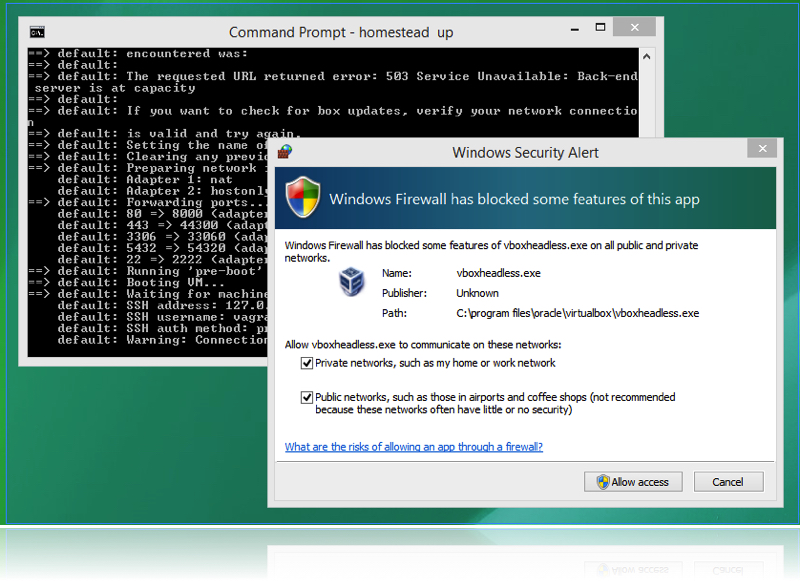 Command Prompt - homestead up
==> default: encountered was:
==> default:
==> default: The requested URL returned error: 503 Service Unavailable: Back-end
server is at capacity
==> default:
==> default: If you want to check for box updates, verify your network connectio
n
==> default: is valid and try again.
==> default: Setting the name of
==> default: Clearing any previo
==> default: Preparing network
default: Adapter 1: nat
default: Adapter 2: hostonl
==> default: Forwarding ports...
default: 80 => 8000 (adapter
default: 443 => 44300 (adap
default: 3306 => 33060 (ada
default: 5432 => 54320 (ada
default: 22 => 2222 (adapte
==> default: Running 'pre-boot'
==> default: Booting VM...
==> default: Waiting for machine
default: SSH address: 127.0.
default: SSH username: vagra
default: SSH auth method: pr
default: Warning: Connection
Windows Security Alert
Windows Firewall has blocked some features of this app
Windows Firewall has blocked some features of vboxheadless.exe on all public and private
networks.
Name: vboxheadless.exe
Publisher: Unknown
Path: C:\program files\oracle\virtualbox\vboxheadless.exe
Allow vboxheadless.exe to communicate on these networks:
Private networks, such as my home or work network
Public networks, such as those in airports and coffee shops (not recommended
because these networks often have little or no security)
What are the risks of allowing an app through a firewall?
Allow access Cancel